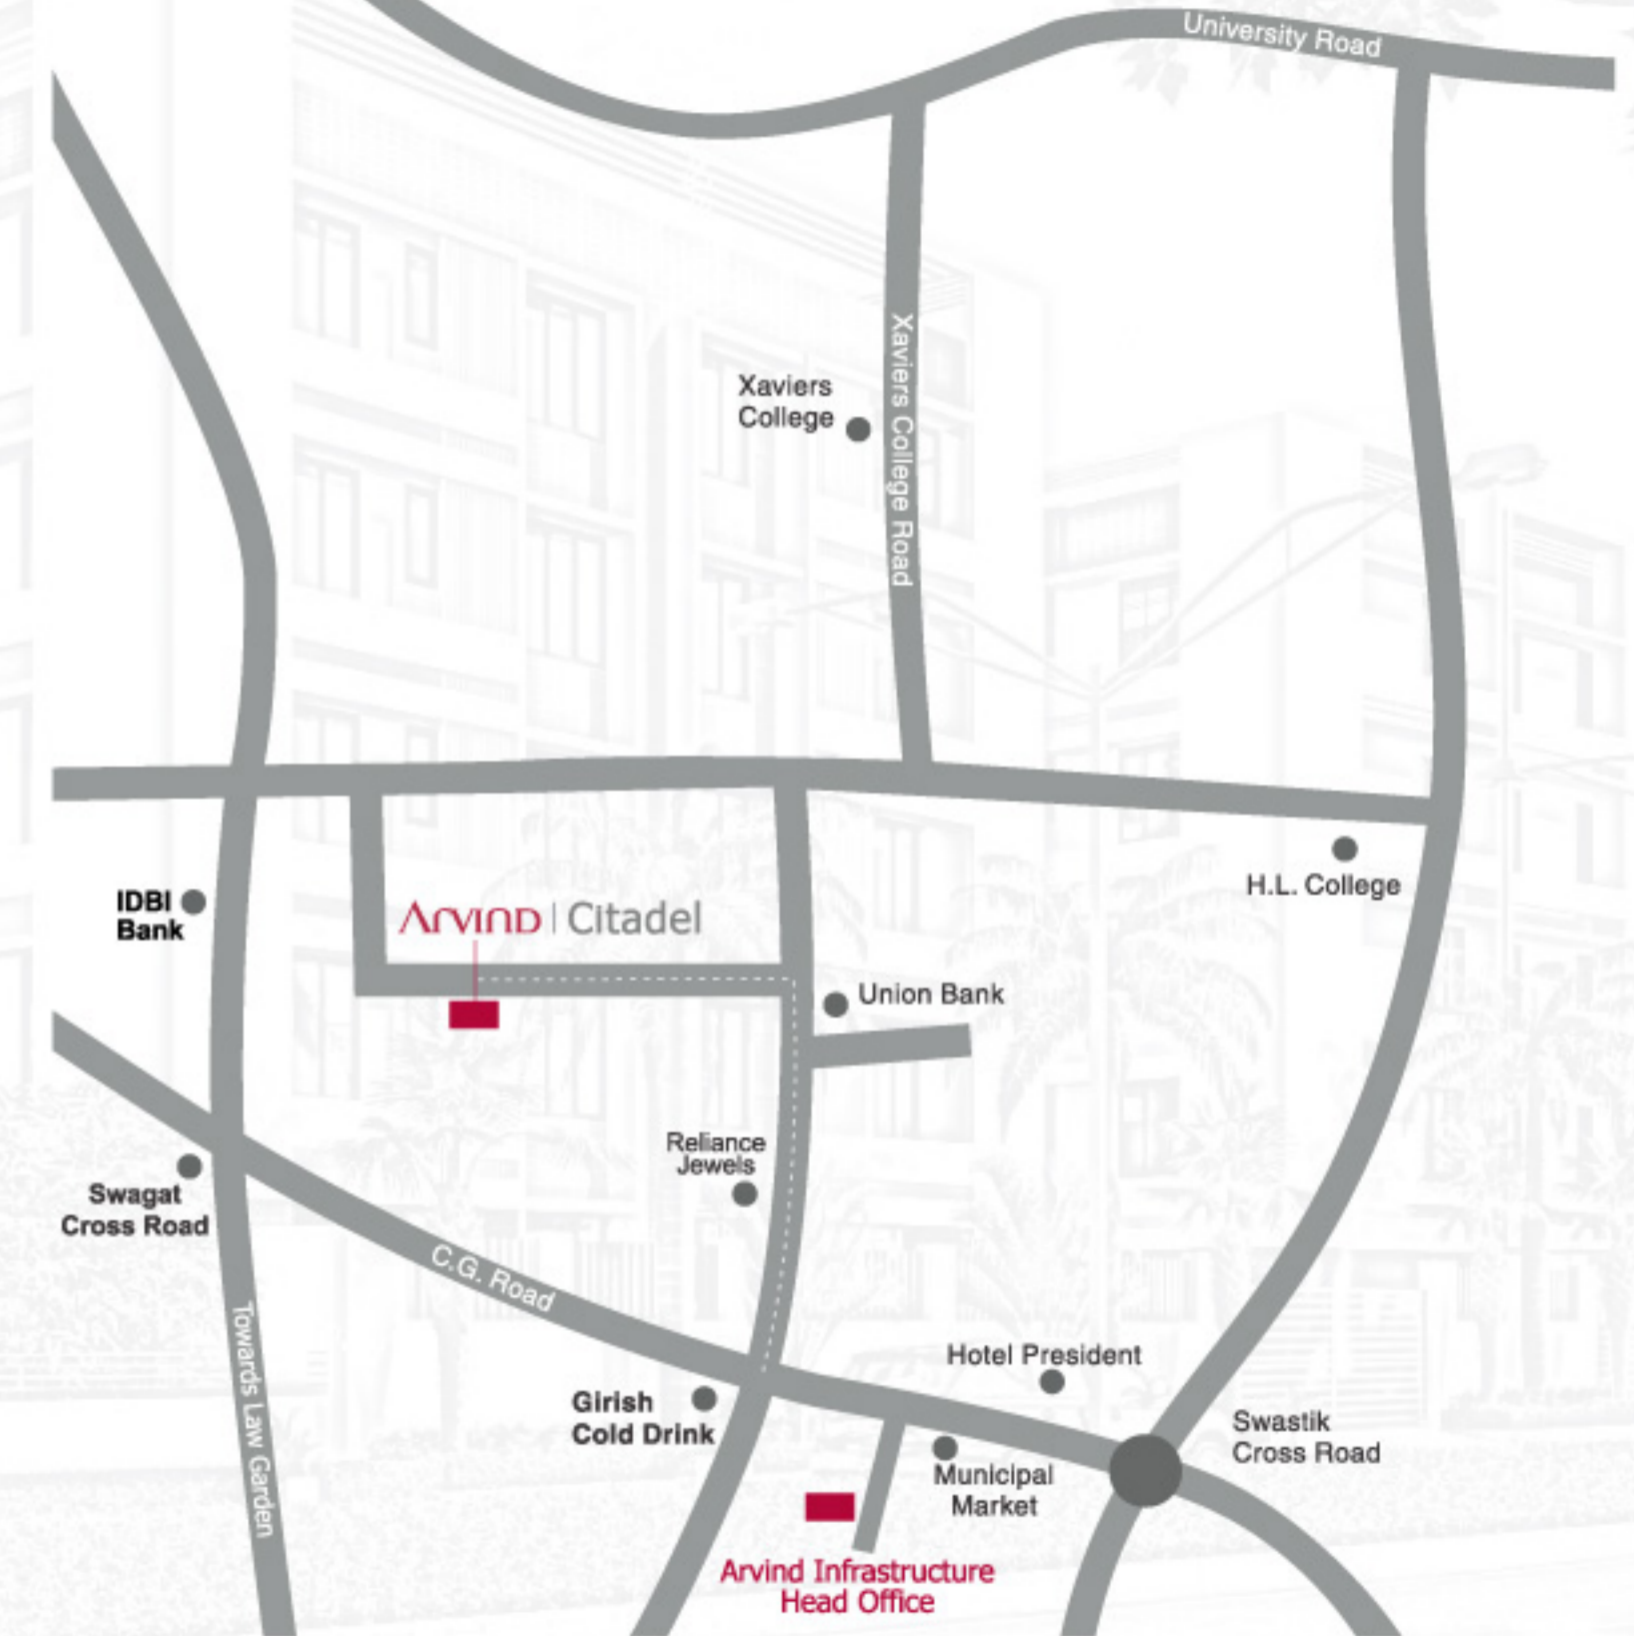 University Road
Xaviers
College
Xaviers College Road
H.L. College
IDBI
Bank
Arvind | Citadel
Union Bank
Reliance
Jewels
Swagat
Cross Road
C.G. Road
Towards Law Garden
Hotel President
Girish
Cold Drink
Swastik
Cross Road
Municipal
Market
Arvind Infrastructure
Head Office